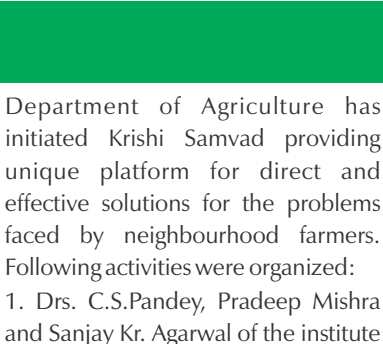 Department of Agriculture has
initiated Krishi Samvad providing
unique platform for direct and
effective solutions for the problems
faced by neighbourhood farmers.
Following activities were organized:
1. Drs. C.S.Pandey, Pradeep Mishra
and Sanjay Kr. Agarwal of the institute